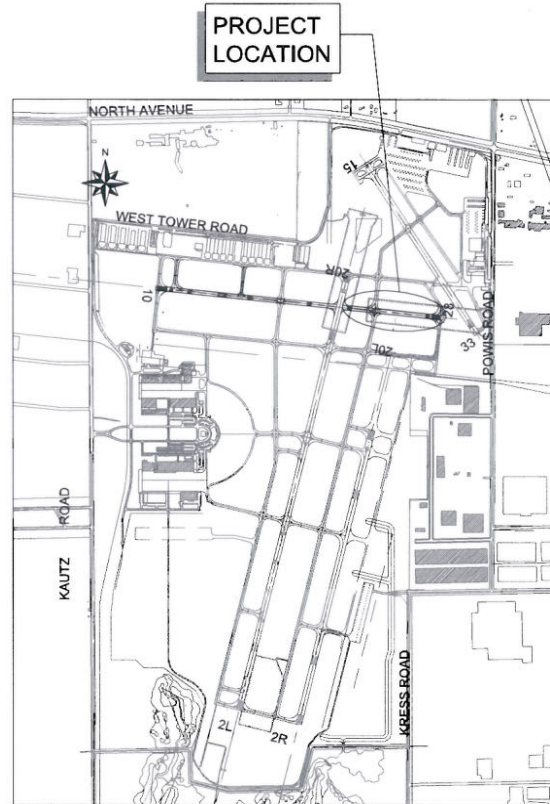 PROJECT
LOCATION
NORTH AVENUE
N
15
WEST TOWER ROAD
20R
10
28
33
20L
POWIS ROAD
KAUTZ ROAD
KRESS ROAD
2L
2R